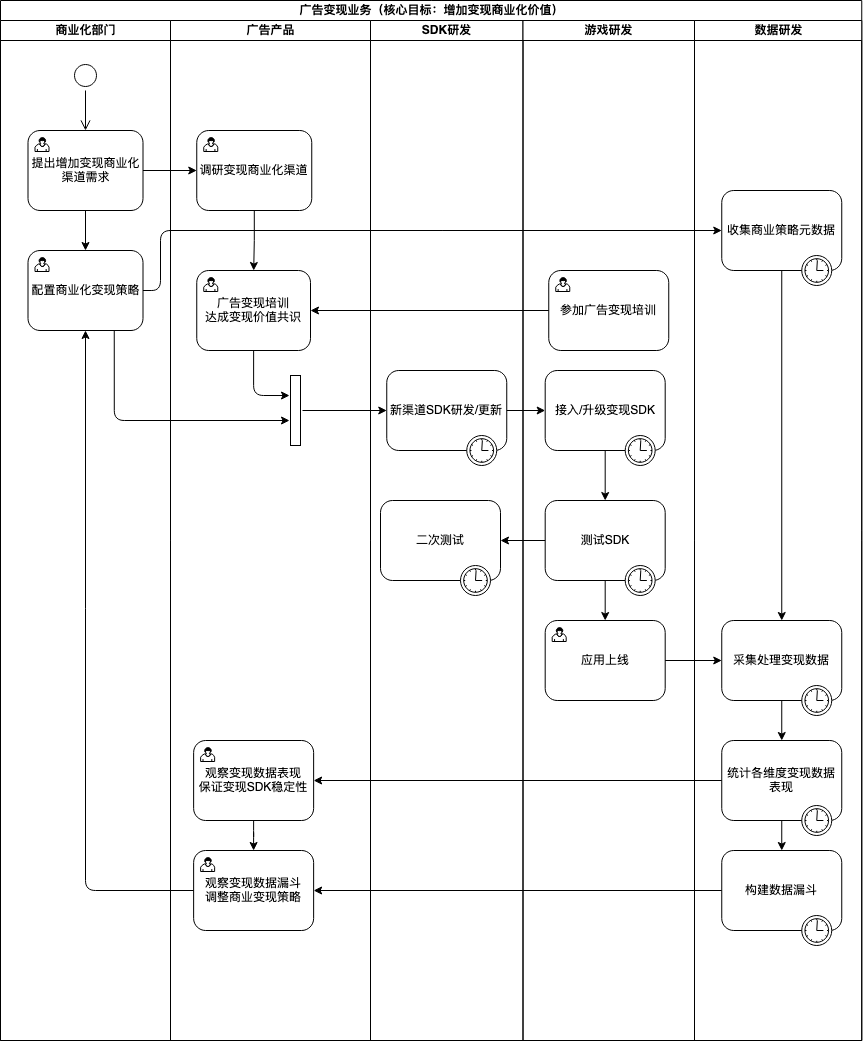 广告变现业务（核心目标：增加变现商业化价值）
商业化部门
广告产品
SDK研发
游戏研发
数据研发
提出增加变现商业化
渠道需求
调研变现商业化渠道
收集商业策略元数据
配置商业化变现策略
广告变现培训
达成变现价值共识
参加广告变现培训
新渠道SDK研发/更新
接入/升级变现SDK
二次测试
测试SDK
应用上线
采集处理变现数据
观察变现数据表现
保证变现SDK稳定性
统计各维度变现数据
表现
观察变现数据漏斗
调整商业变现策略
构建数据漏斗